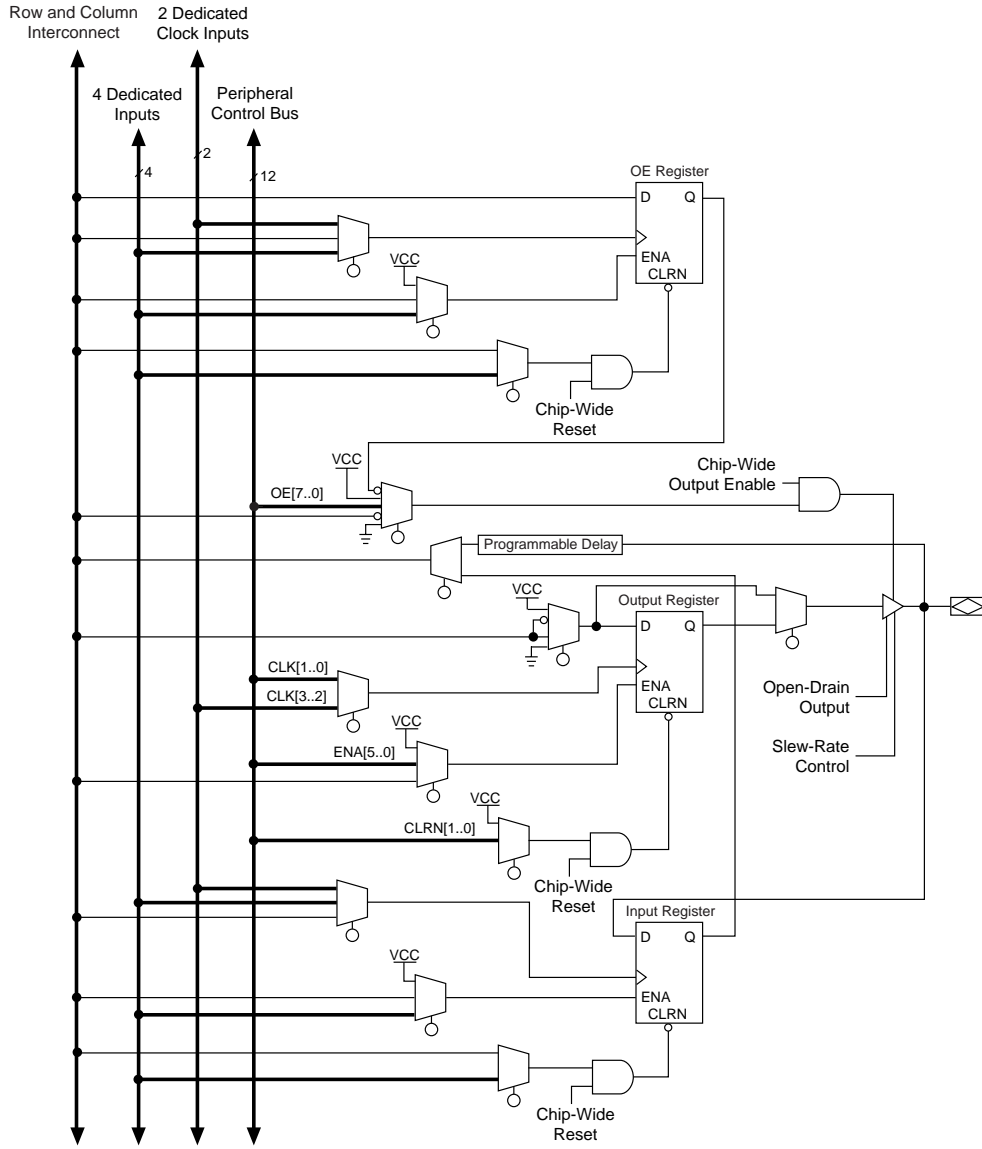 Row and Column
Interconnect
2 Dedicated
Clock Inputs
4 Dedicated
Inputs
Peripheral
Control Bus
2
4
12
OE Register
D Q
ENA
CLRN
VCC
Chip-Wide
Reset
VCC
OE[7..0]
Chip-Wide
Output Enable
Programmable Delay
VCC
Output Register
D Q
ENA
CLRN
CLK[1..0]
CLK[3..2]
Open-Drain
Output
VCC
ENA[5..0]
Slew-Rate
Control
VCC
CLRN[1..0]
Chip-Wide
Reset
Input Register
D Q
ENA
CLRN
VCC
Chip-Wide
Reset